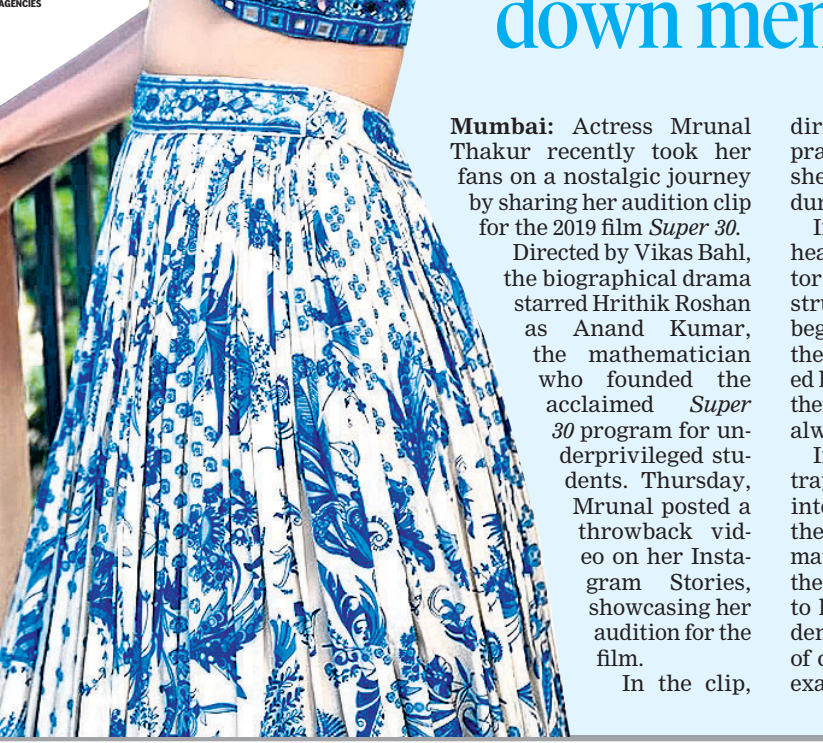 AGENCIES
down men
Mumbai: Actress Mrunal
Thakur recently took her
fans on a nostalgic journey
by sharing her audition clip
for the 2019 film Super 30.
Directed by Vikas Bahl,
the biographical drama
starred Hrithik Roshan
as Anand Kumar,
the mathematician
who founded the
acclaimed Super
30 program for un-
derprivileged stu-
dents. Thursday,
Mrunal posted a
throwback vid-
eo on her Insta-
gram Stories,
showcasing her
audition for the
film.
In the clip,
dir
pra
she
dur
hea
tor
stru
beg
the
ed
the
alw
tra
inte
the
mat
the
to
den
of
exa